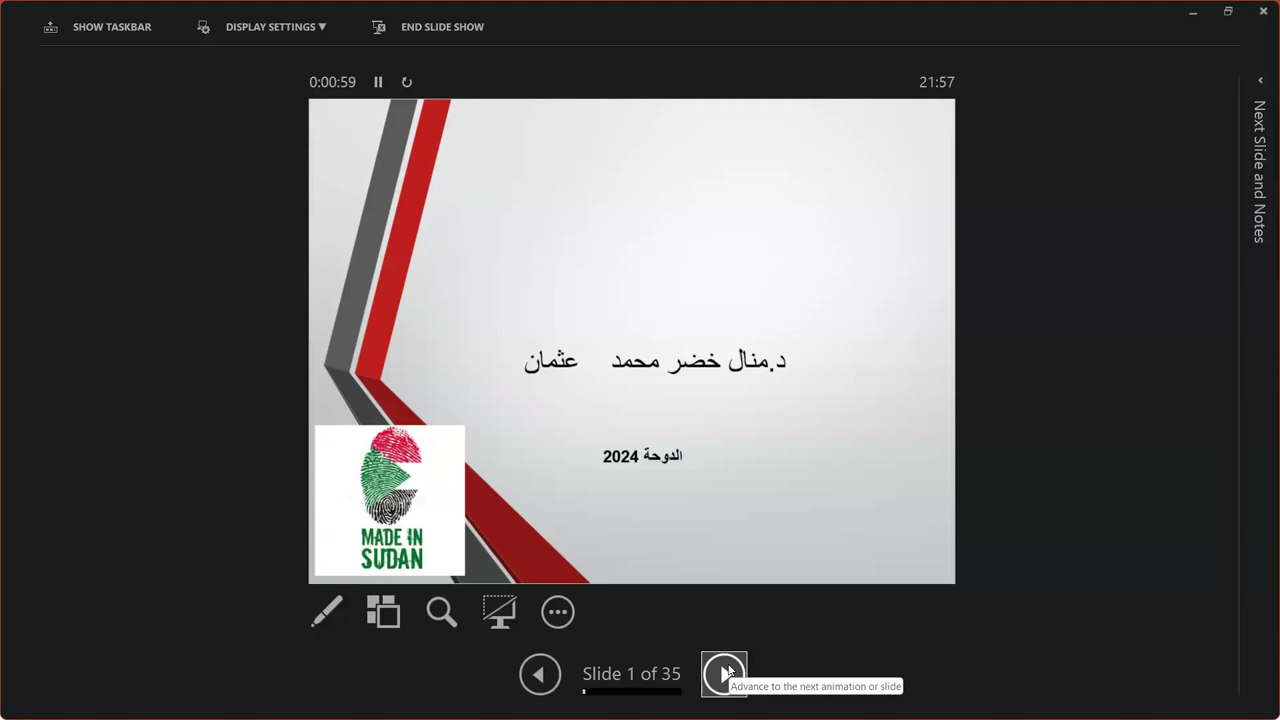 SHOW TASKBAR
DISPLAY SETTINGS ▼
END SLIDE SHOW
0:00:59
21:57
Next Slide and Notes
د.منال خضر محمد عثمان
الدوحة 2024
MADE IN
SUDAN
Slide 1 of 35
Advance to the next animation or slide